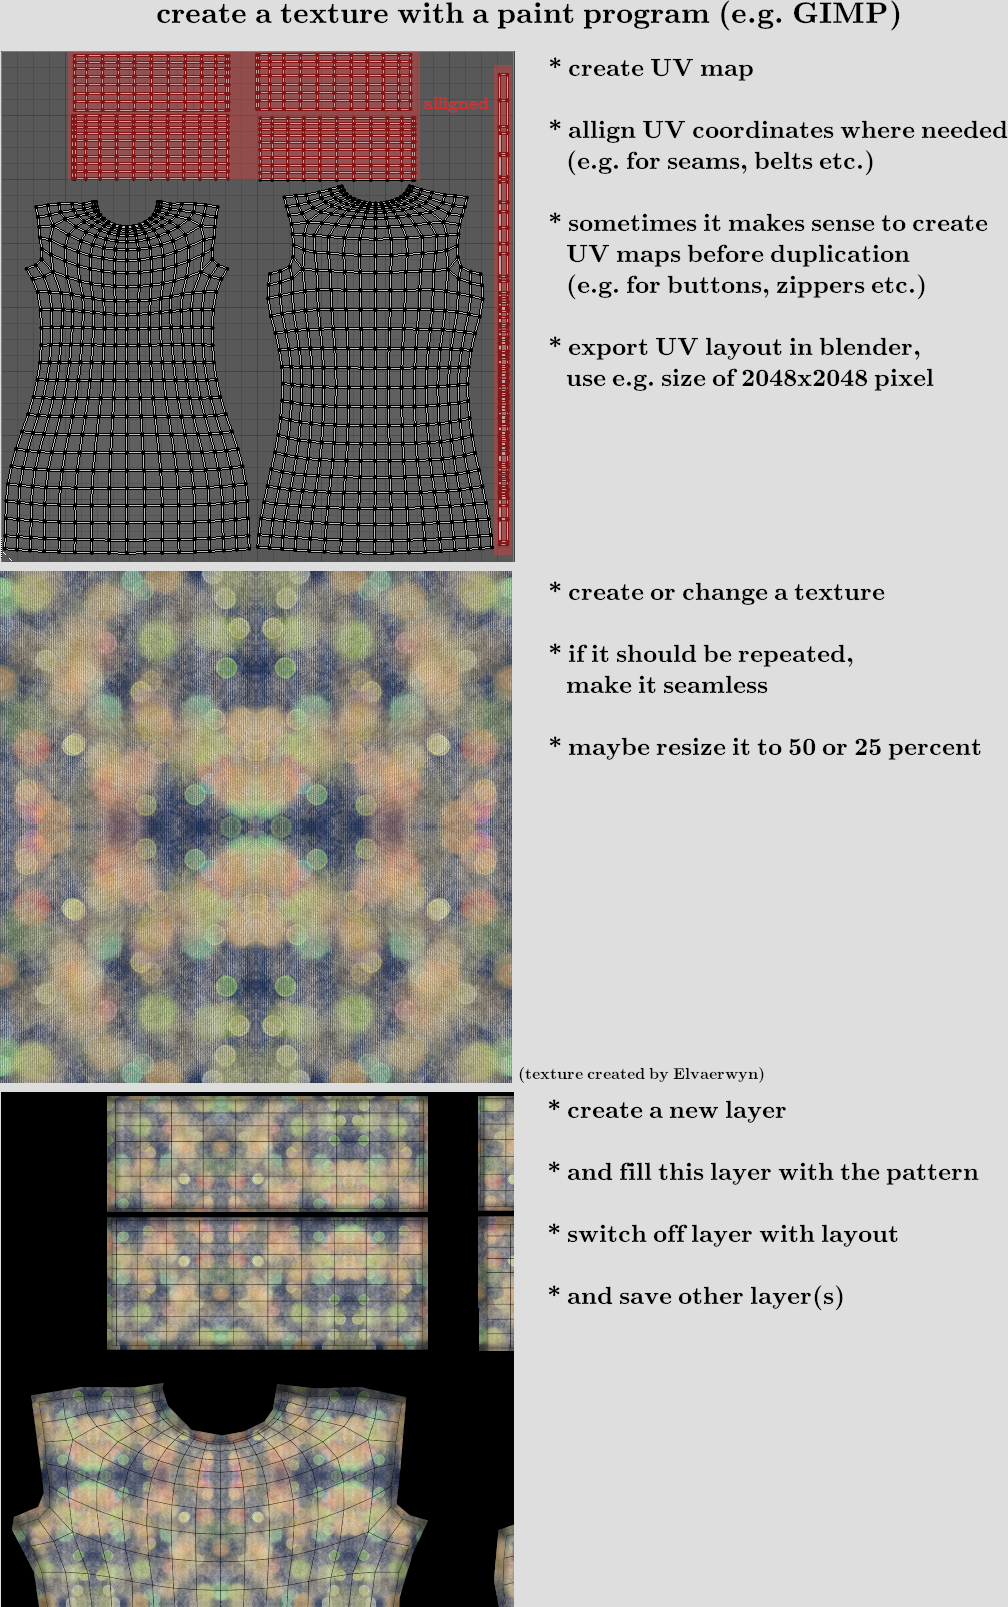 create a texture with a paint program (e.g. GIMP)
alligned
* create UV map
* allign UV coordinates where needed
(e.g. for seams, belts etc.)
* sometimes it makes sense to create
UV maps before duplication
(e.g. for buttons, zippers etc.)
* export UV layout in blender,
use e.g. size of 2048x2048 pixel
* create or change a texture
* if it should be repeated,
make it seamless
* maybe resize it to 50 or 25 percent
(texture created by Elvaerwyn)
* create a new layer
* and fill this layer with the pattern
* switch off layer with layout
* and save other layer(s)